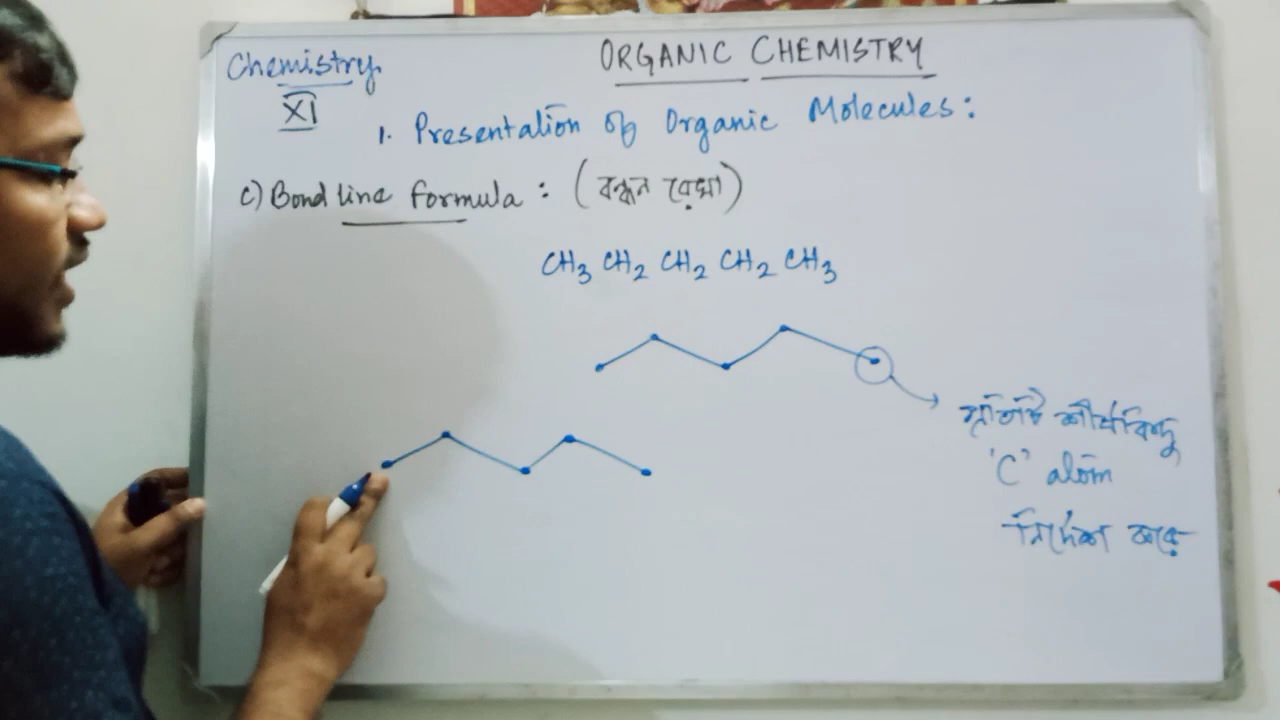 Chemistry
XI
ORGANIC CHEMISTRY
1. Presentation of Organic Molecules:
c) Bond line formula: (বন্ধন রেখা)
CH3 CH2 CH2 CH2 CH3
প্রতিটি শীর্ষবিন্দু
'C' atom
নির্দেশ করে